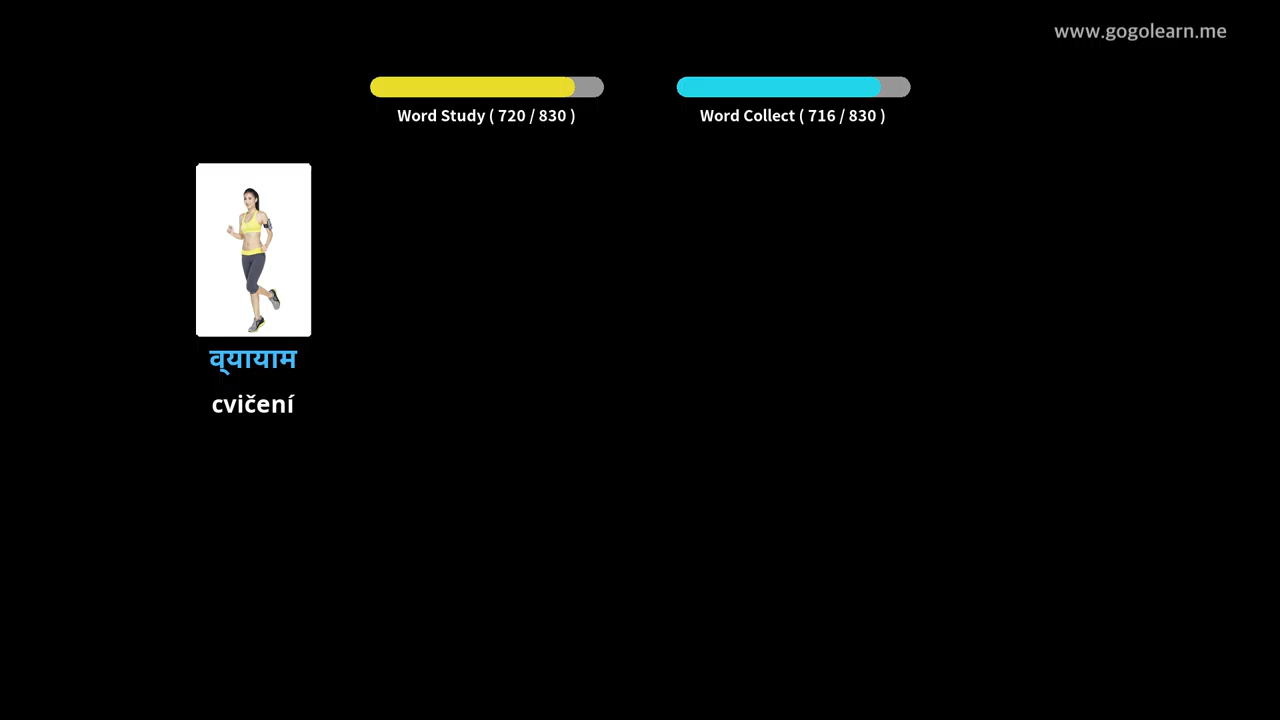 www.gogolearn.me
Word Study ( 720 / 830 )
Word Collect ( 716 / 830 )
व्यायाम
cvičení